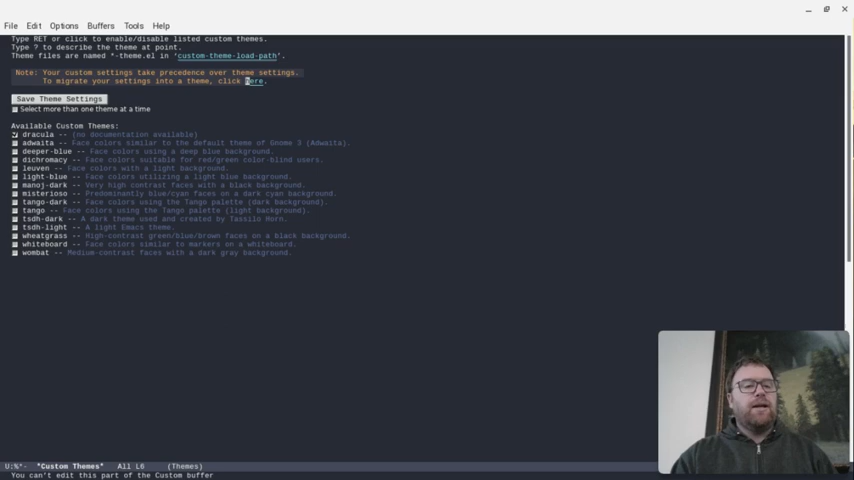 File Edit Options Buffers Tools Help
Type RET or click to enable/disable listed custom themes.
Type ? to describe the theme at point.
Theme files are named *-theme.el in ‘custom-theme-load-path’.
Note: Your custom settings take precedence over theme settings.
To migrate your settings into a theme, click here.
Save Theme Settings
Select more than one theme at a time
Available Custom Themes:
dracula -- (no documentation available)
adwaita -- Face colors similar to the default theme of Gnome 3 (Adwaita).
deeper-blue -- Face colors using a deep blue background.
dichromacy -- Face colors suitable for red/green color-blind users.
leuven -- Face colors with a light background.
light-blue -- Face colors utilizing a light blue background.
manoj-dark -- Very high contrast faces with a black background.
misterioso -- Predominantly blue/cyan faces on a dark cyan background.
tango-dark -- Face colors using the Tango palette (dark background).
tango -- Face colors using the Tango palette (light background).
tsdh-dark -- A dark theme used and created by Tassilo Horn.
tsdh-light -- A light Emacs theme.
wheatgrass -- High-contrast green/blue/brown faces on a black background.
whiteboard -- Face colors similar to markers on a whiteboard.
wombat -- Medium-contrast faces with a dark gray background.
U:%*- *Custom Themes* All L6 (Themes)
You can't edit this part of the Custom buffer